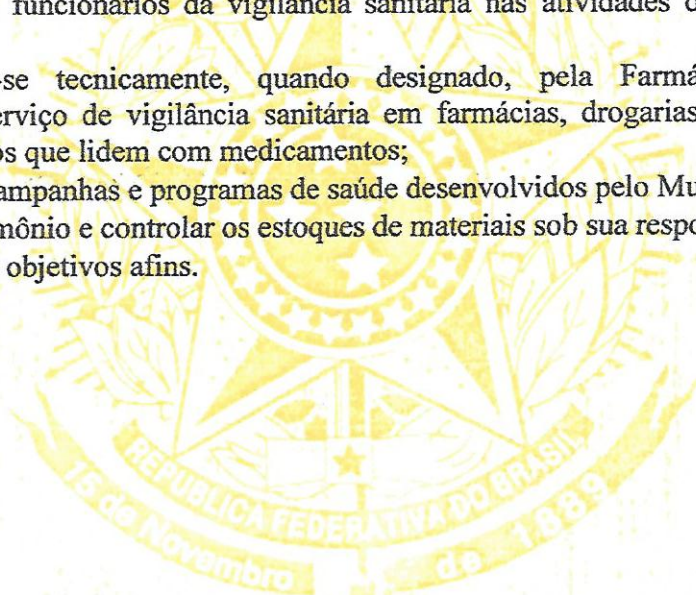 funcionários da vigilância sanitária nas atividades
-se tecnicamente, quando designado, pela Farmá
erviço de vigilância sanitária em farmácias, drogarias
os que lidem com medicamentos;
ampanhas e programas de saúde desenvolvidos pelo Mu
mônio e controlar os estoques de materiais sob sua respo
objetivos afins.
REPUBLICA FEDERATIVA DO BRASIL
15 de Novembro de 1889